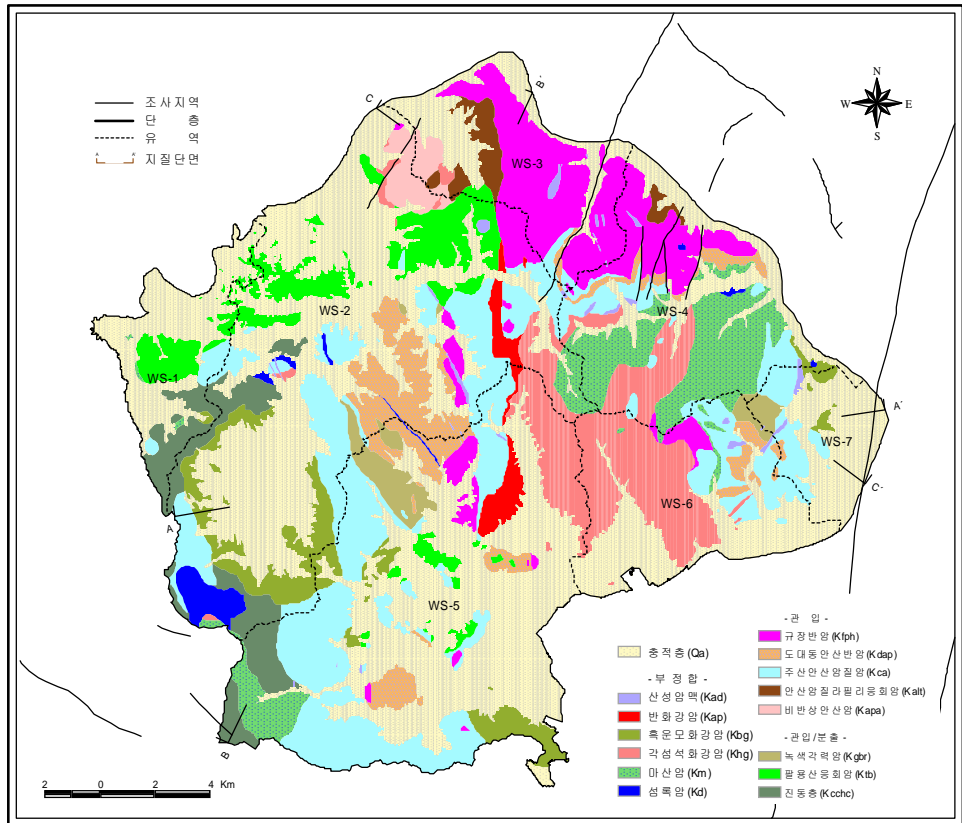 조사지역
단 층
유 역
지질단면
N
W E
S
C
B´
WS-3
WS-2
WS-4
WS-1
A´
WS-7
C´
WS-6
A
WS-5
B
2 0 2 4 Km
충적층(Qa)
- 부 정 합 -
산성암맥(Kad)
반화강암(Kap)
흑운모화강암(Kbg)
각섬석화강암(Khg)
마산암(Km)
섬록암(Kd)
- 관 입 -
규장반암(Kfph)
도대동안산반암(Kdap)
주산안산암질암(Kca)
안산암질라필리응회암(Kalt)
비반상안산암(Kapa)
- 관입/분출 -
녹색각력암(Kgbr)
팔용산응회암(Ktb)
진동층(Kcchc)